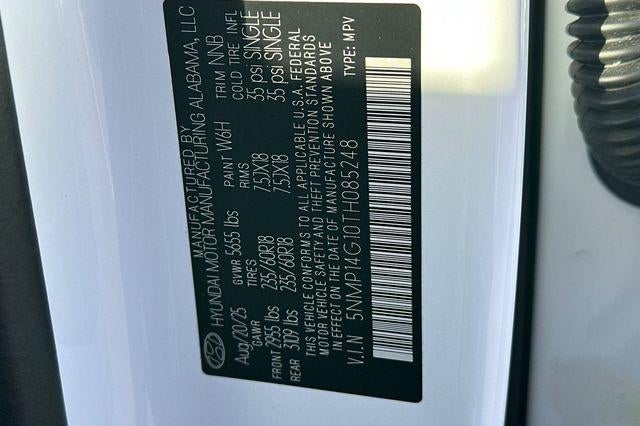 MANUFACTURED BY
HYUNDAI MOTOR MANUFACTURING ALABAMA, LLC
Aug/20/25 GVWR 5655 lbs PAINT W6H TRIM NNB
GAWR TIRES RIMS COLD TIRE INFL
FRONT 2955 lbs 235/60R18 7.5JX18 35 psi SINGLE
REAR 3109 lbs 235/60R18 7.5JX18 35 psi SINGLE
THIS VEHICLE CONFORMS TO ALL APPLICABLE U.S.A. FEDERAL
MOTOR VEHICLE SAFETY AND THEFT PREVENTION STANDARDS
IN EFFECT ON THE DATE OF MANUFACTURE SHOWN ABOVE
V.I.N 5NMP14G10TH085248 TYPE: MPV